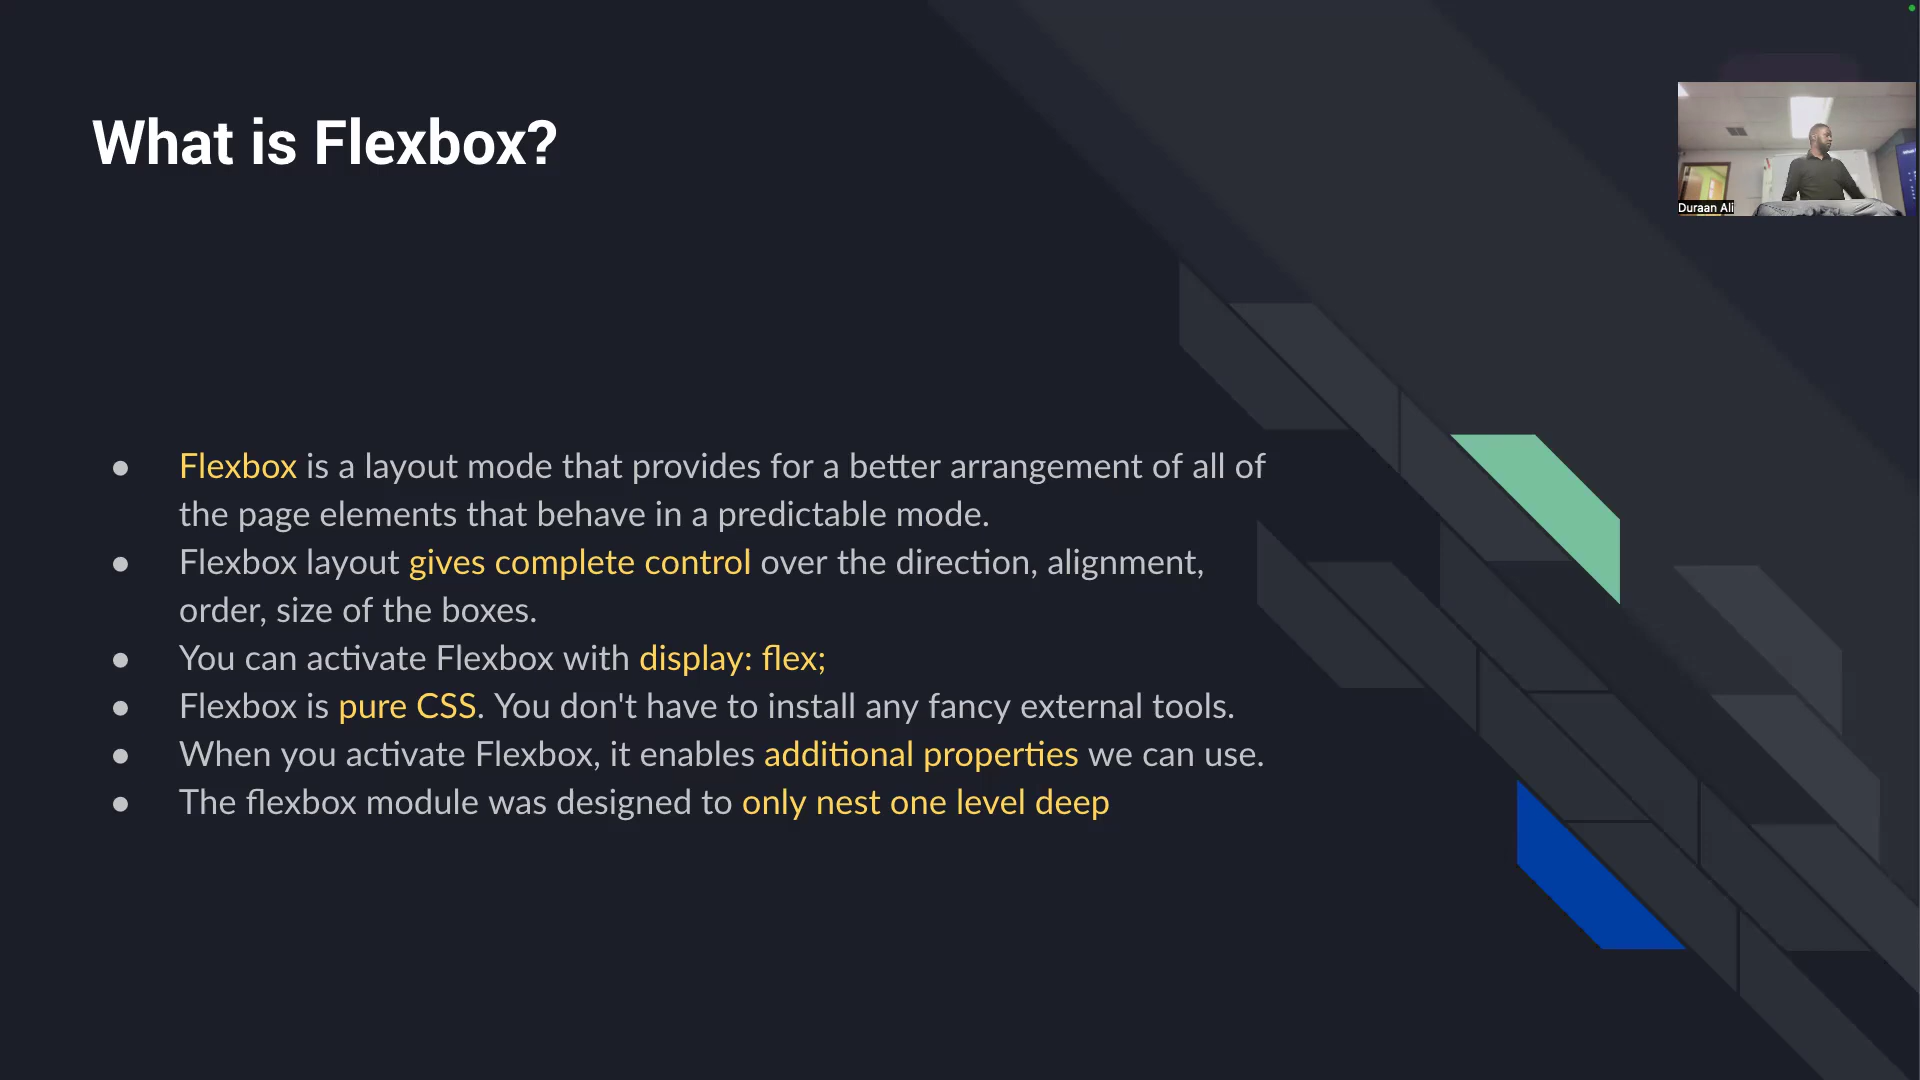 What is Flexbox?
Duraan Ali
● Flexbox is a layout mode that provides for a better arrangement of all of
the page elements that behave in a predictable mode.
● Flexbox layout gives complete control over the direction, alignment,
order, size of the boxes.
● You can activate Flexbox with display: flex;
● Flexbox is pure CSS. You don't have to install any fancy external tools.
● When you activate Flexbox, it enables additional properties we can use.
● The flexbox module was designed to only nest one level deep